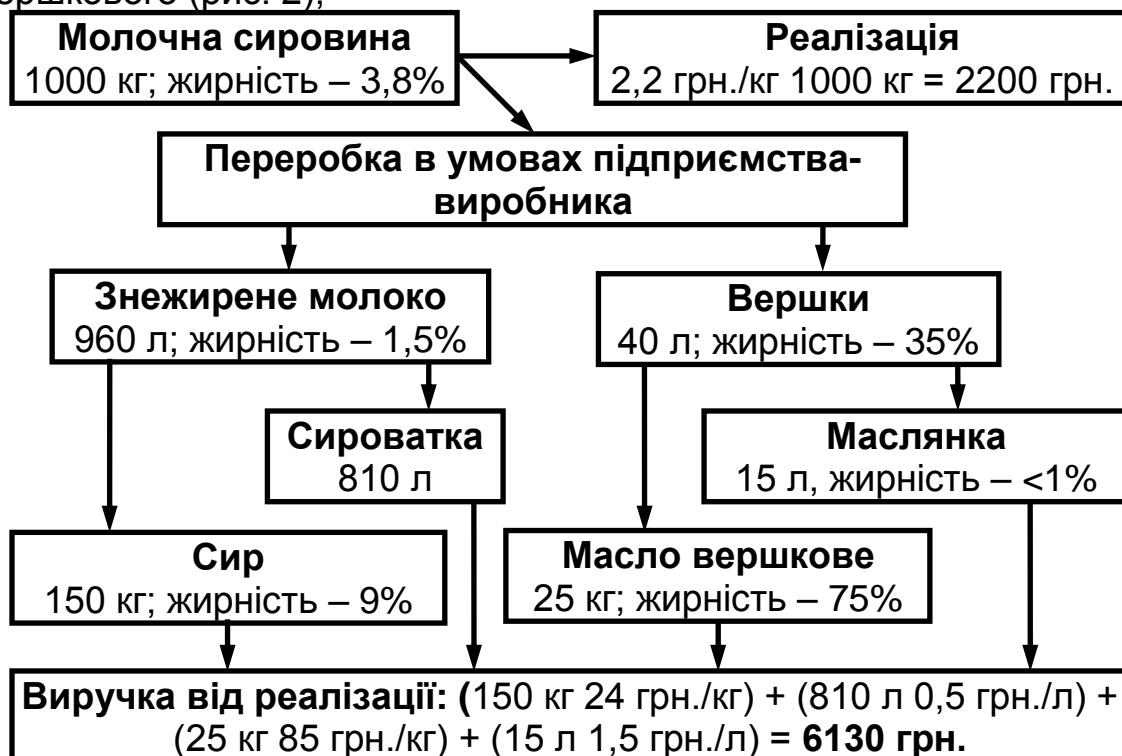 (рис. 2),
Молочна сировина
1000 кг; жирність – 3,8%
Реалізація
2,2 грн./кг 1000 кг = 2200 грн.
Переробка в умовах підприємства-
виробника
Знежирене молоко
960 л; жирність – 1,5%
Вершки
40 л; жирність – 35%
Сироватка
810 л
Маслянка
15 л, жирність – <1%
Сир
150 кг; жирність – 9%
Масло вершкове
25 кг; жирність – 75%
Виручка від реалізації: (150 кг 24 грн./кг) + (810 л 0,5 грн./л) +
(25 кг 85 грн./кг) + (15 л 1,5 грн./л) = 6130 грн.